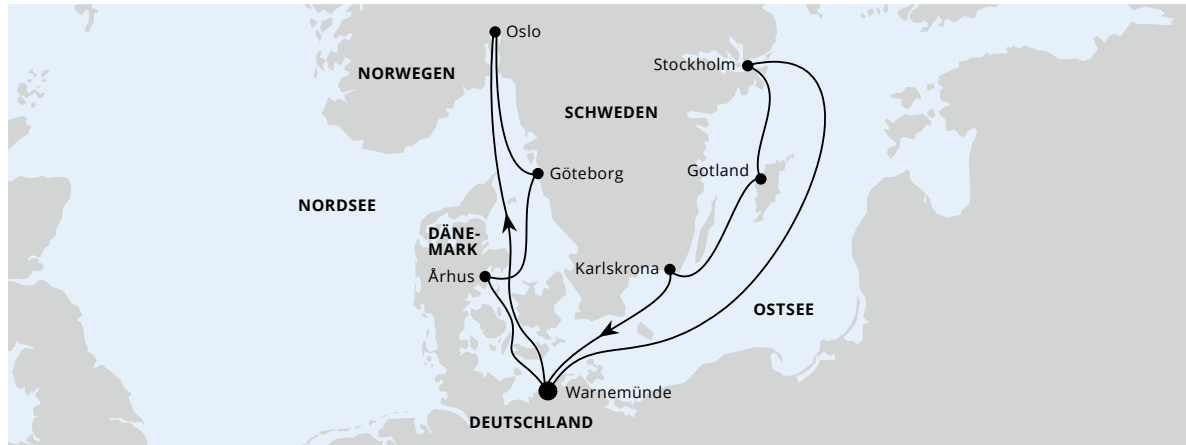 Oslo
NORWEGEN
Stockholm
SCHWEDEN
Göteborg
Gotland
NORDSEE
DÄNE-
MARK
Århus
Karlskrona
OSTSEE
Warnemünde
DEUTSCHLAND